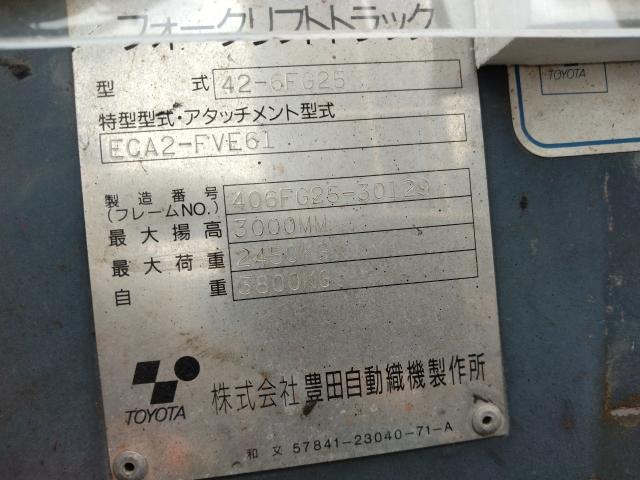 フォークリフトトラック
TOYOTA
型 式 42-6FG25
特型型式・アタッチメント型式
ECA2-FVE61
製造番号
(フレームNO.) 406FG25-30129
最大揚高 3000MM
最大荷重 2450KG
自 重 3800KG
TOYOTA
株式会社 豊田自動織機製作所
和文 57841-23040-71-A